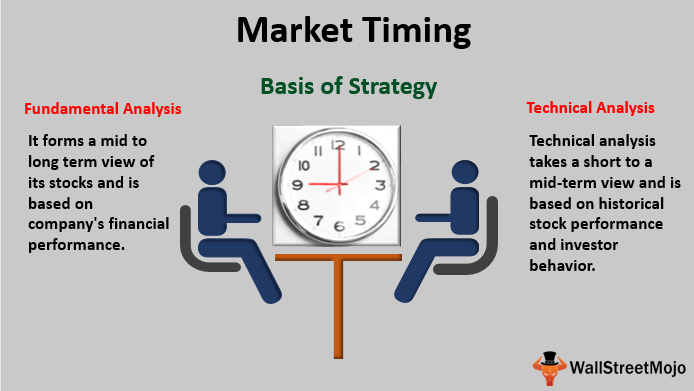 Market Timing
Basis of Strategy
Fundamental Analysis
It forms a mid to
long term view of
its stocks and is
based on
company's financial
performance.
12
1
2
3
4
5
6
7
8
9
10
11
Technical Analysis
Technical analysis
takes a short to a
mid-term view and is
based on historical
stock performance
and investor
behavior.
WallStreetMojo